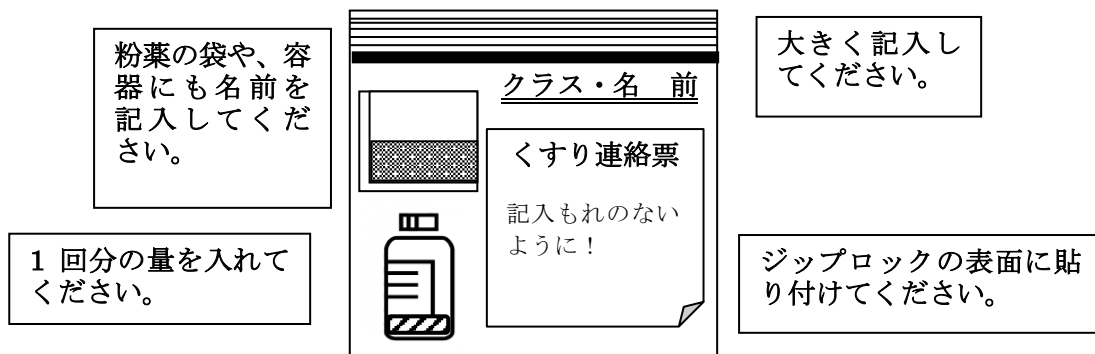 粉薬の袋や、容
器にも名前を
記入してくだ
さい。
クラス・名　前
大きく記入し
てください。
くすり連絡票
記入もれのない
ように！
1 回分の量を入れて
ください。
ジップロックの表面に貼
り付けてください。